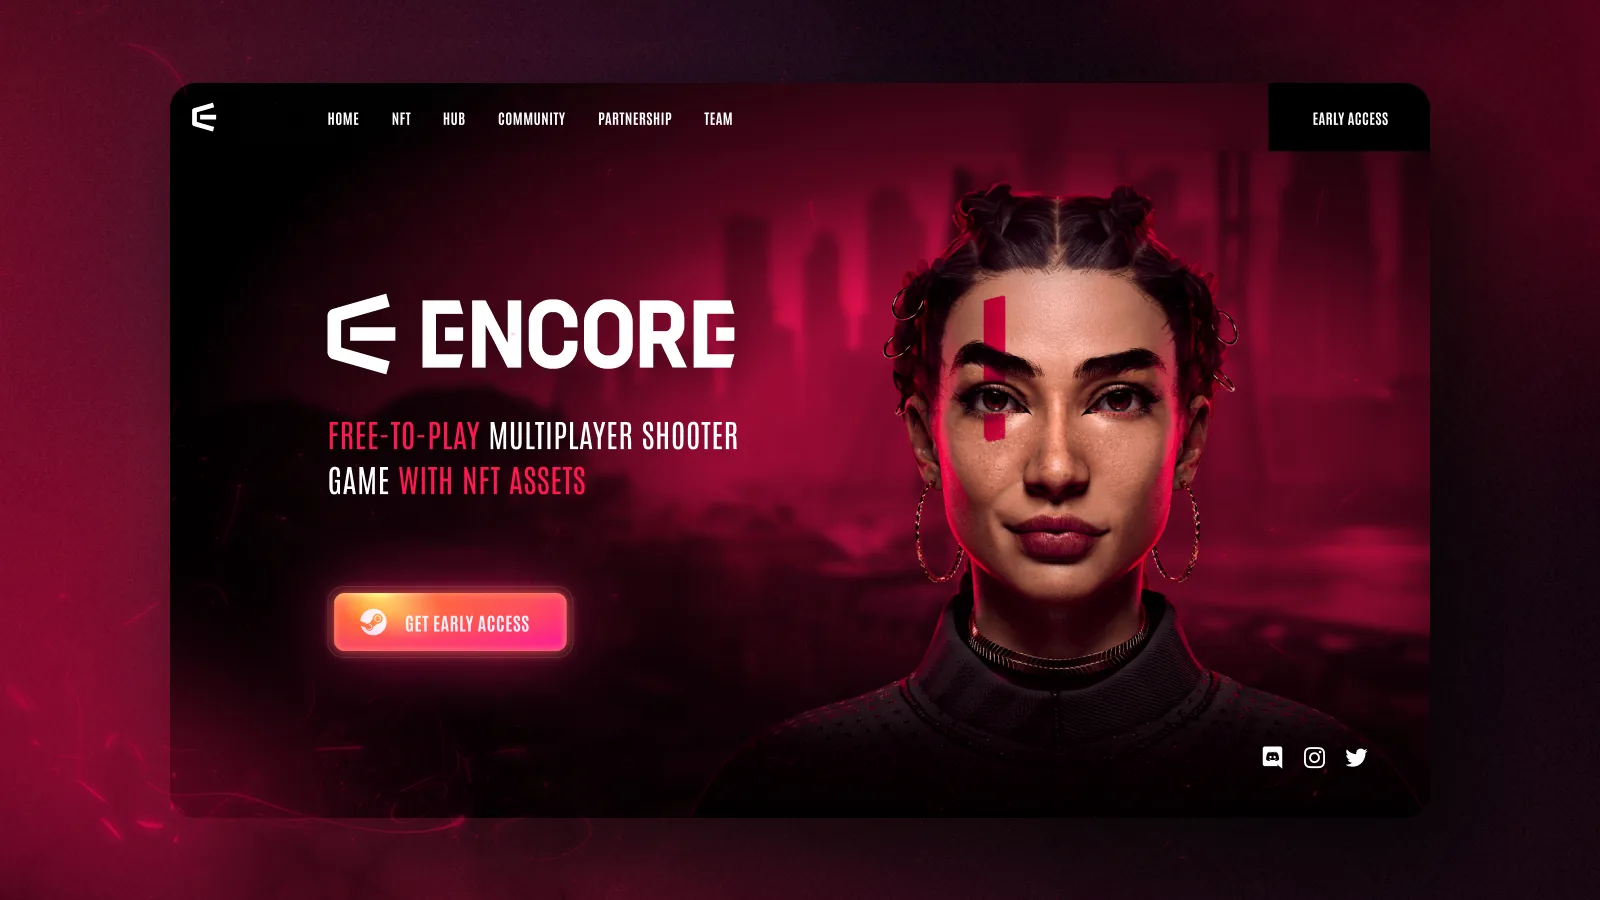 HOME NFT HUB COMMUNITY PARTNERSHIP TEAM EARLY ACCESS
ENCORE
FREE-TO-PLAY MULTIPLAYER SHOOTER
GAME WITH NFT ASSETS
GET EARLY ACCESS